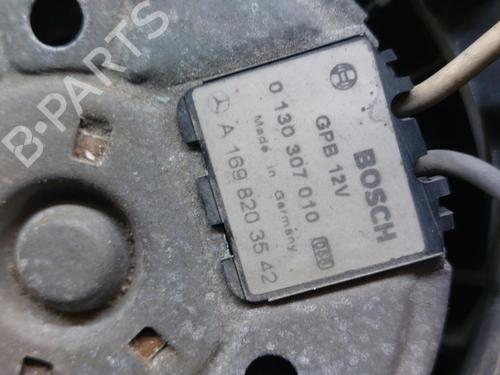 BOSCH
GPB 12V
0 130 307 010
Made in Germany
A 169 820 35 42
B-PARTS